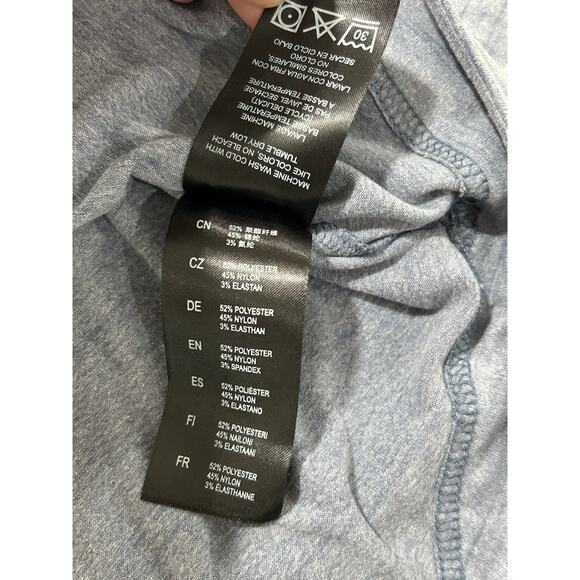 30
MACHINE WASH COLD WITH
LIKE COLORS, NO BLEACH
TUMBLE DRY LOW
LAVAGE MACHINE
BASSE TEMPERATURE
(CYCLE DELICAT)
PAS DE JAVEL SECHAGE
A BASSE TEMPERATURE
LAVAR CON AGUA FRIA CON
COLORES SIMILARES,
NO CLORO
SECAR EN CICLO BAJO
CN
52% 聚酯纤维
45% 锦纶
3% 氨纶
CZ
52% POLYESTER
45% NYLON
3% ELASTAN
DE
52% POLYESTER
45% NYLON
3% ELASTHAN
EN
52% POLYESTER
45% NYLON
3% SPANDEX
ES
52% POLIÉSTER
45% NYLON
3% ELASTANO
FI
52% POLYESTERI
45% NAILONI
3% ELASTAANI
FR
52% POLYESTER
45% NYLON
3% ÉLASTHANNE